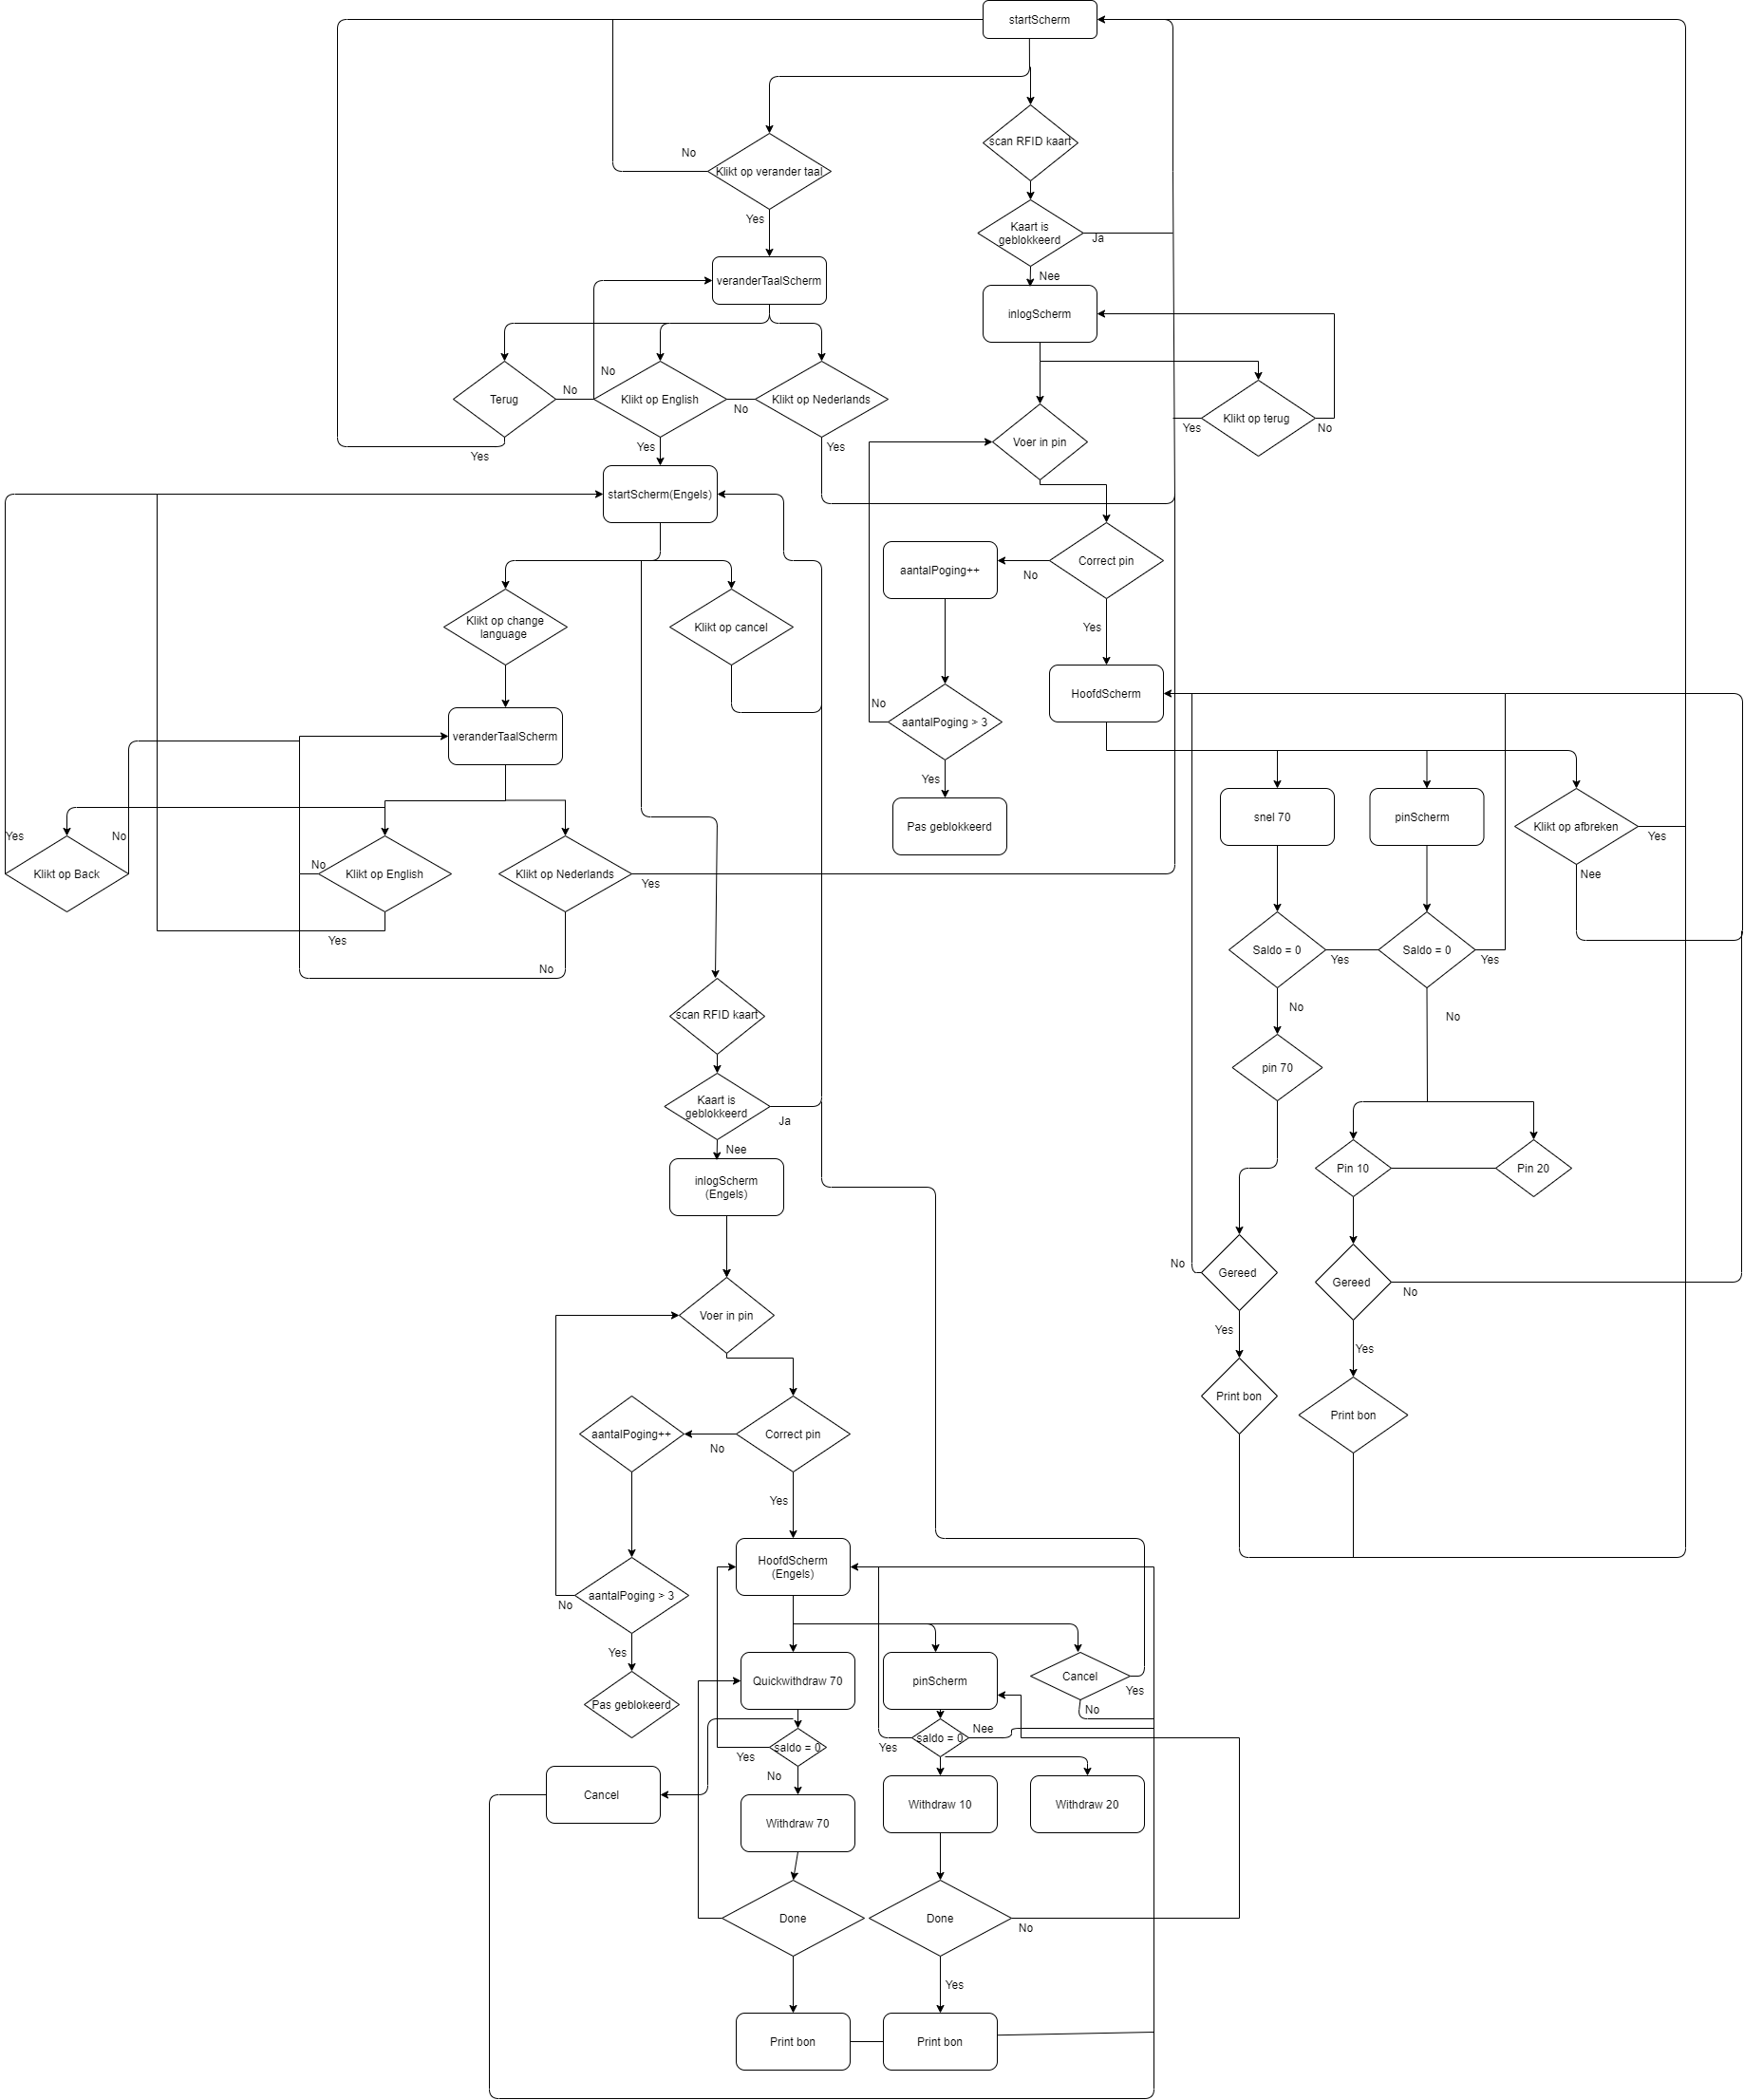 startScherm
scan RFID kaart
No
Klikt op verander taal
Yes
Kaart is
geblokkeerd
Ja
Nee
veranderTaalScherm
inlogScherm
No
No
No
Terug
Klikt op English
Klikt op Nederlands
Klikt op terug
Yes
No
Yes
Yes
Yes
Voer in pin
startScherm(Engels)
Correct pin
No
aantalPoging++
Klikt op change
language
Klikt op cancel
Yes
HoofdScherm
No
aantalPoging > 3
veranderTaalScherm
Yes
Pas geblokkeerd
snel 70
pinScherm
Klikt op afbreken
Yes
Nee
Yes
No
Klikt op Back
No
Klikt op English
Klikt op Nederlands
Yes
Yes
No
Saldo = 0
Yes
Saldo = 0
Yes
No
No
scan RFID kaart
pin 70
Kaart is
geblokkeerd
Ja
Nee
inlogScherm
(Engels)
Pin 10
Pin 20
No
Gereed
Gereed
No
Voer in pin
Yes
Yes
Print bon
Print bon
aantalPoging++
Correct pin
No
Yes
HoofdScherm
(Engels)
aantalPoging > 3
No
Yes
Quickwithdraw 70
pinScherm
Cancel
Yes
No
Pas geblokeerd
saldo = 0
Yes
No
saldo = 0
Nee
Yes
Cancel
Withdraw 70
Withdraw 10
Withdraw 20
Done
Done
No
Yes
Print bon
Print bon